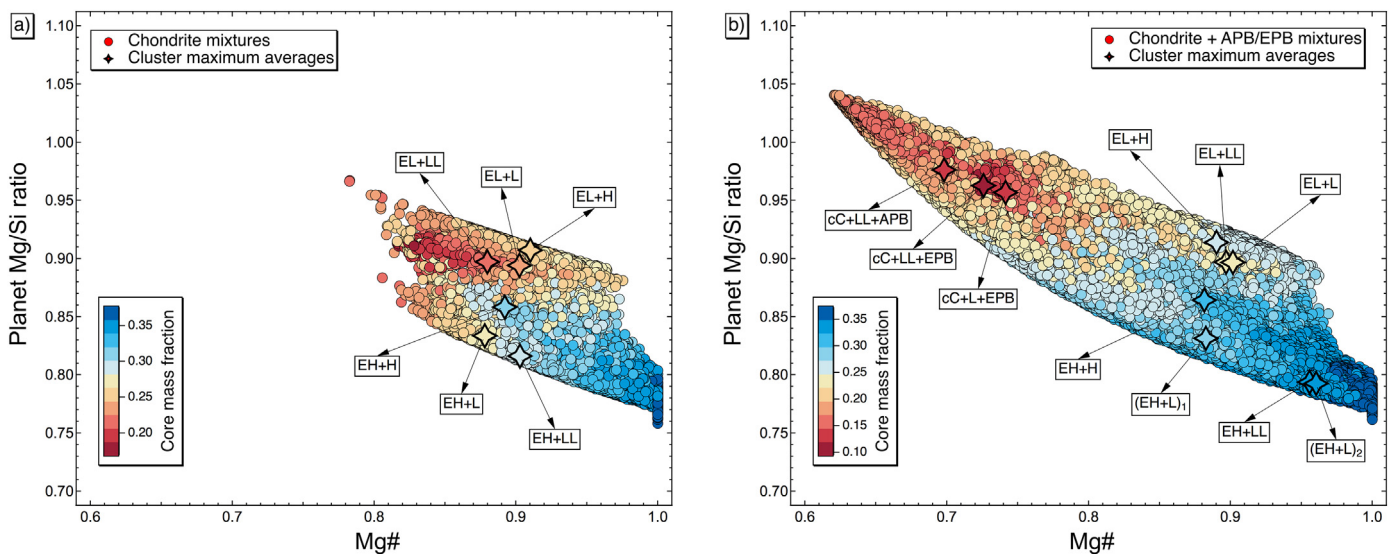 a)
Chondrite mixtures
Cluster maximum averages
EL+LL
EL+L
EL+H
EH+H
EH+L
EH+LL
0.35
0.30
0.25
0.20
Core mass fraction
1.10
1.05
1.00
0.95
0.90
0.85
0.80
0.75
0.70
Planet Mg/Si ratio
0.6
0.7
0.8
0.9
1.0
Mg#
b)
Chondrite + APB/EPB mixtures
Cluster maximum averages
EL+H
EL+LL
EL+L
cC+LL+APB
cC+LL+EPB
cC+L+EPB
EH+H
(EH+L)1
EH+LL
(EH+L)2
0.35
0.30
0.25
0.20
0.15
0.10
Core mass fraction
1.10
1.05
1.00
0.95
0.90
0.85
0.80
0.75
0.70
Planet Mg/Si ratio
0.6
0.7
0.8
0.9
1.0
Mg#